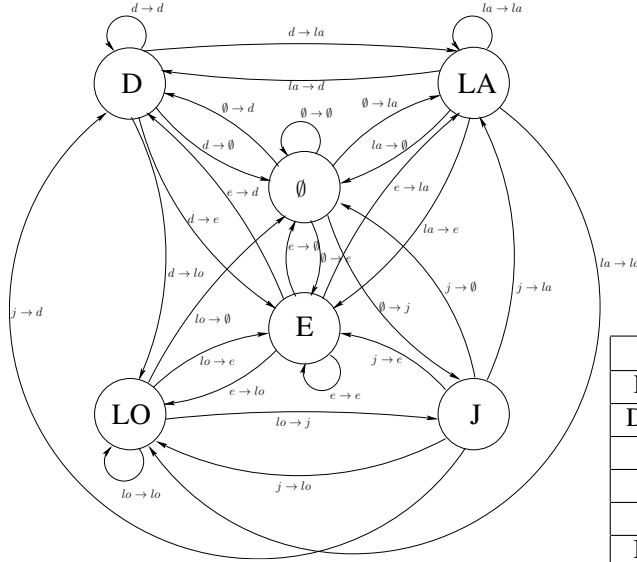 d → d
la → la
d → la
D
LA
la → d
∅ → d
∅ → ∅
∅ → la
d → ∅
la → ∅
∅
e → d
e → la
d → e
la → e
e → ∅
∅ → e
la → lo
d → lo
j → ∅
j → la
∅ → j
j → d
lo → ∅
E
lo → e
j → e
e → lo
e → e
D
LO
J
lo → j
j → lo
lo → lo